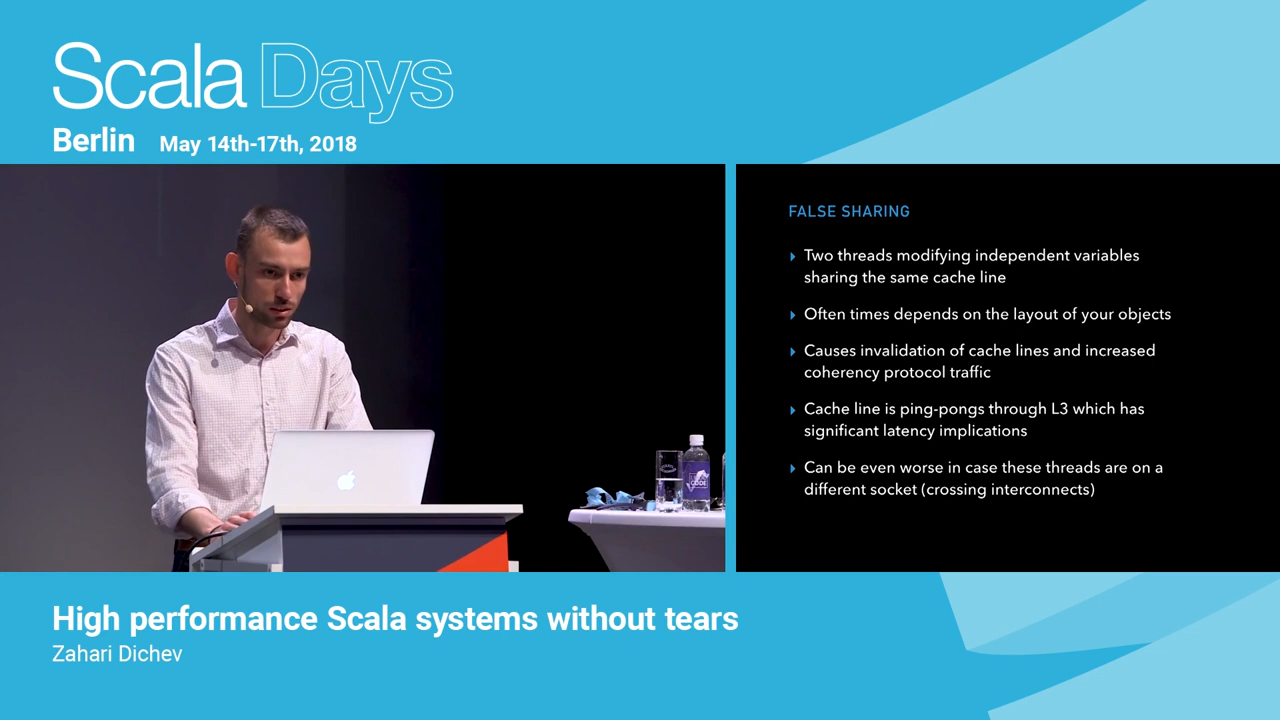 Scala Days
Berlin May 14th-17th, 2018
FALSE SHARING
Two threads modifying independent variables
sharing the same cache line
Often times depends on the layout of your objects
Causes invalidation of cache lines and increased
coherency protocol traffic
Cache line is ping-pongs through L3 which has
significant latency implications
Can be even worse in case these threads are on a
different socket (crossing interconnects)
CODE
High performance Scala systems without tears
Zahari Dichev